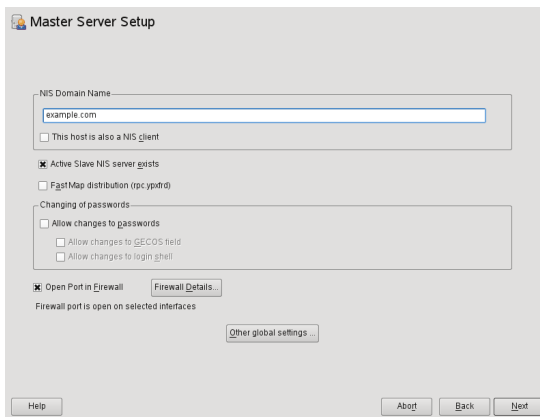 Master Server Setup
NIS Domain Name
example.com
This host is also a NIS client
Active Slave NIS server exists
Fast Map distribution (rpc.ypxfrd)
Changing of passwords
Allow changes to passwords
Allow changes to GECOS field
Allow changes to login shell
Open Port in Firewall Firewall Details...
Firewall port is open on selected interfaces
Other global settings ...
Help Abort Back Next